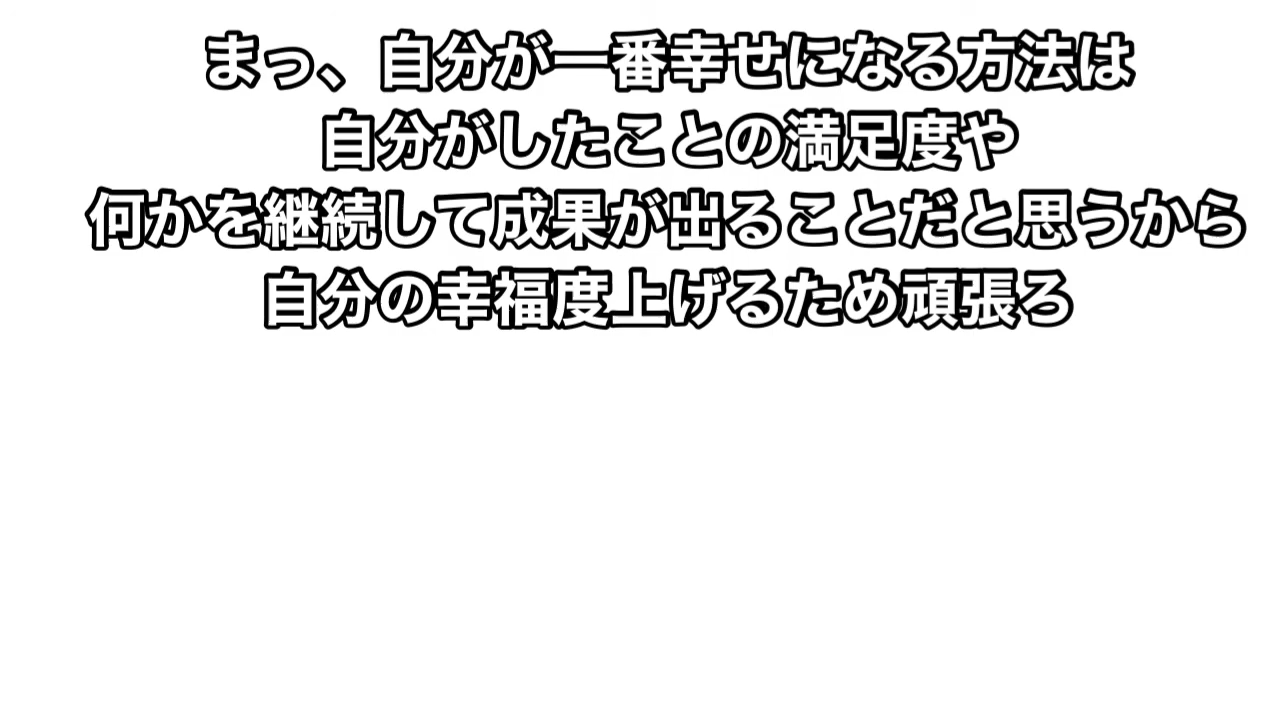 まっ、自分が一番幸せになる方法は
自分がしたことの満足度や
何かを継続して成果が出ることだと思うから
自分の幸福度上げるため頑張ろ